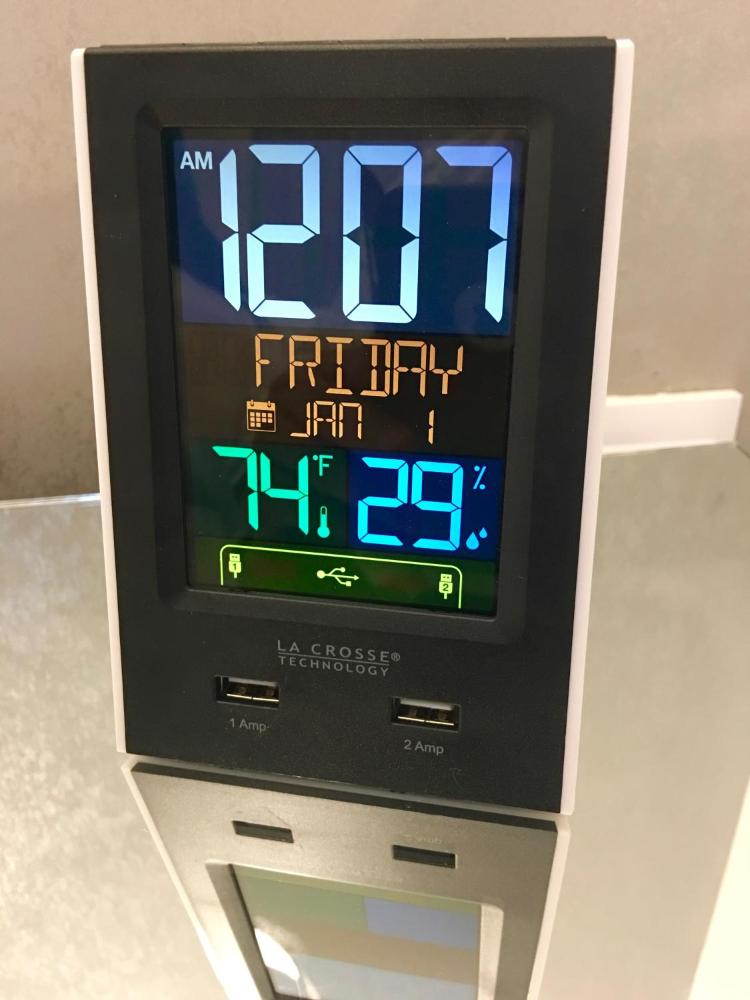 AM 1207
FRIDAY
JAN 1
74 °F 29 %
1 2
LA CROSSE®
TECHNOLOGY
1 Amp
2 Amp